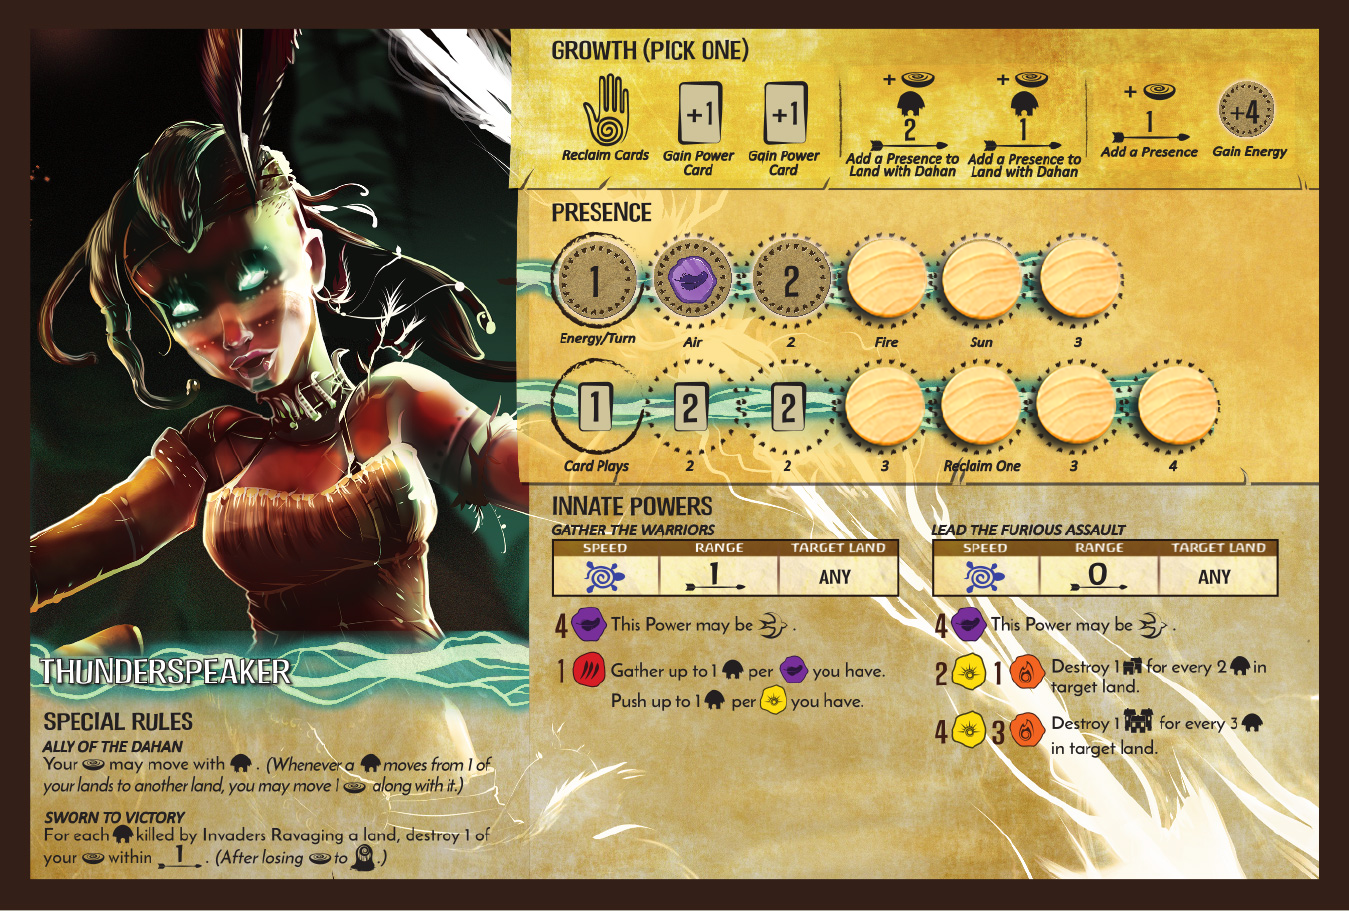 GROWTH (PICK ONE)
+1 +1
+ + +
2 1 1 +4
Reclaim Cards
Gain Power
Card
Gain Power
Card
Add a Presence to
Land with Dahan
Add a Presence to
Land with Dahan
Add a Presence
Gain Energy
PRESENCE
1 2
Energy/Turn Air 2 Fire Sun 3
1 2 2
Card Plays 2 2 3 Reclaim One 3 4
INNATE POWERS
GATHER THE WARRIORS
SPEED RANGE TARGET LAND
1 ANY
4 This Power may be .
1 Gather up to 1 per you have.
Push up to 1 per you have.
LEAD THE FURIOUS ASSAULT
SPEED RANGE TARGET LAND
0 ANY
4 This Power may be .
2 1 Destroy 1 for every 2 in
target land.
4 3 Destroy 1 for every 3
in target land.
THUNDERSPEAKER
SPECIAL RULES
ALLY OF THE DAHAN
Your may move with . (Whenever a moves from 1 of
your lands to another land, you may move 1 along with it.)
SWORN TO VICTORY
For each killed by Invaders Ravaging a land, destroy 1 of
your within 1 . (After losing to .)